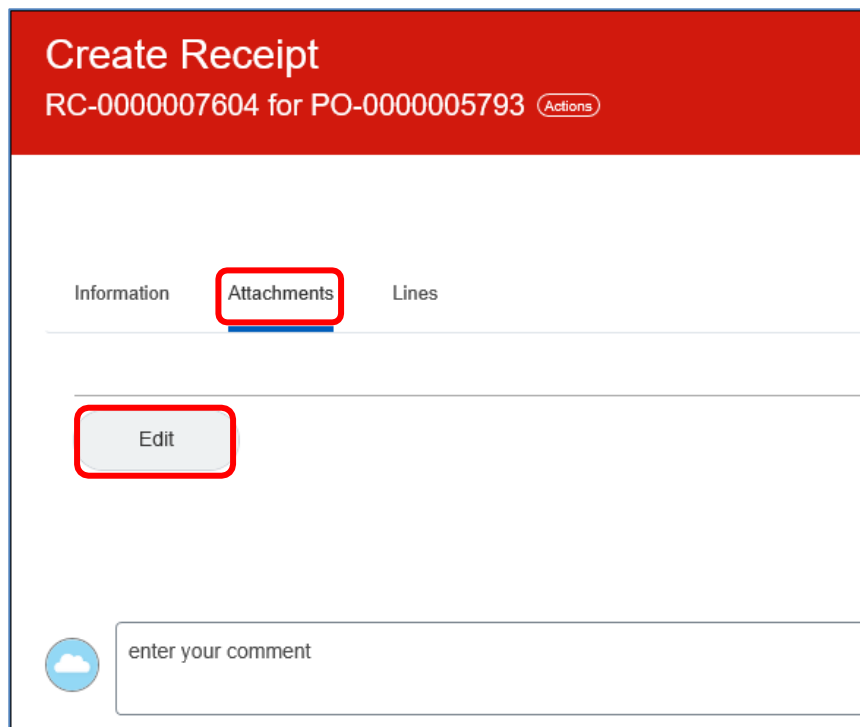 Create Receipt
RC-0000007604 for PO-0000005793 Actions
Information Attachments Lines
Edit
enter your comment